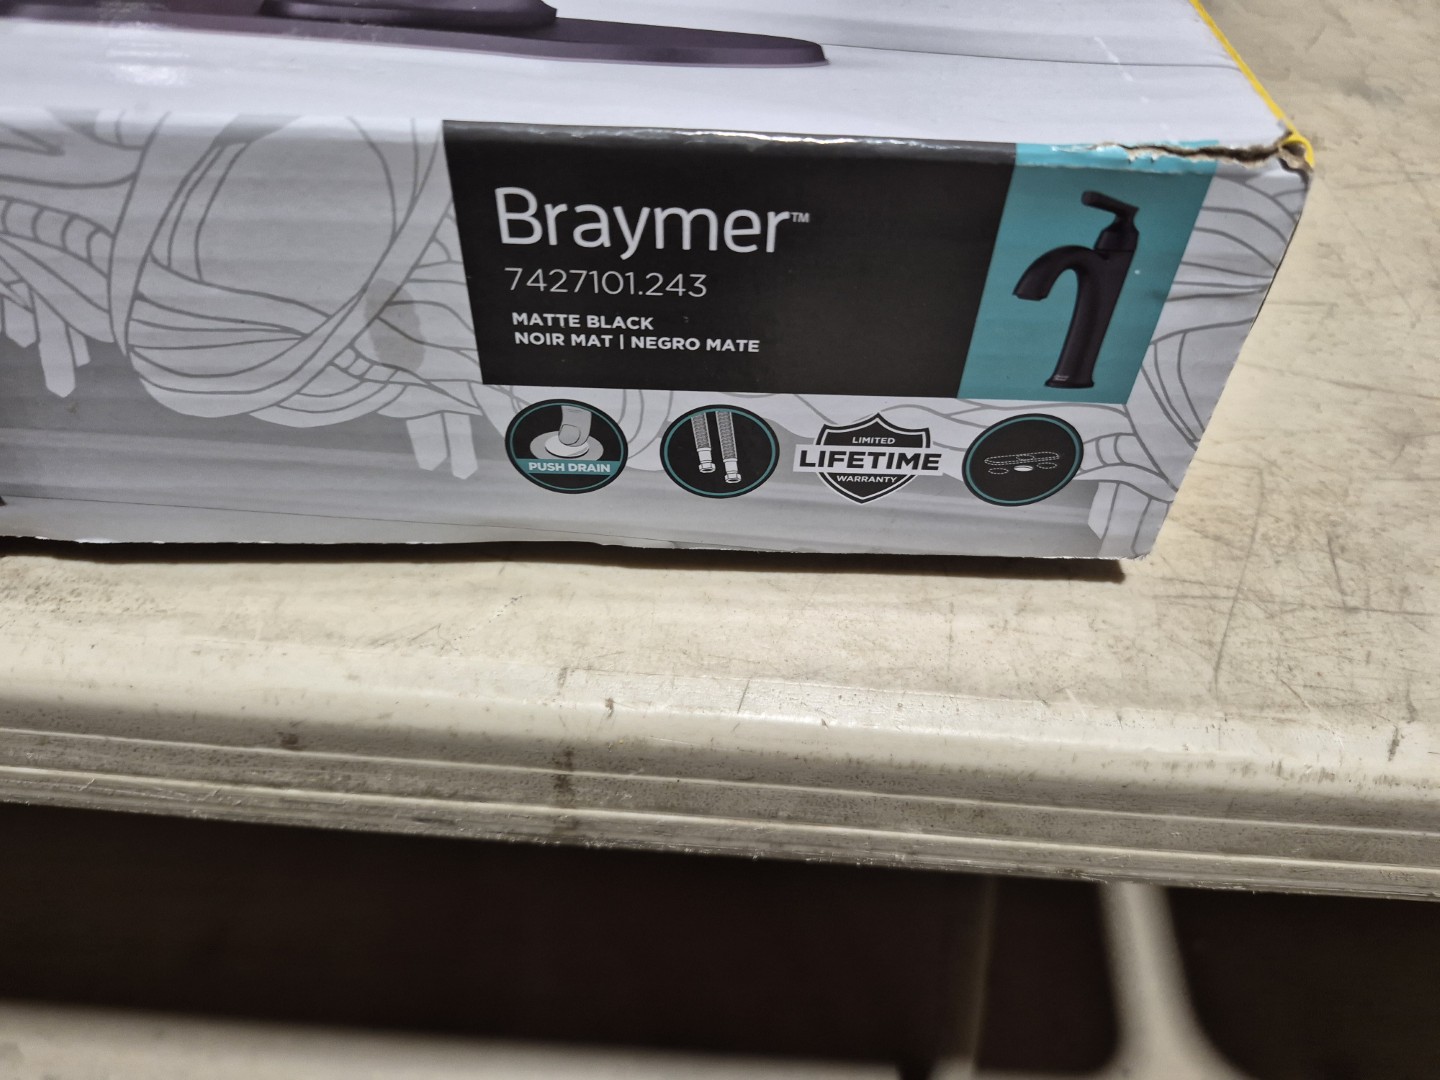 Braymer™
7427101.243
MATTE BLACK
NOIR MAT | NEGRO MATE
PUSH DRAIN
LIMITED
LIFETIME
WARRANTY